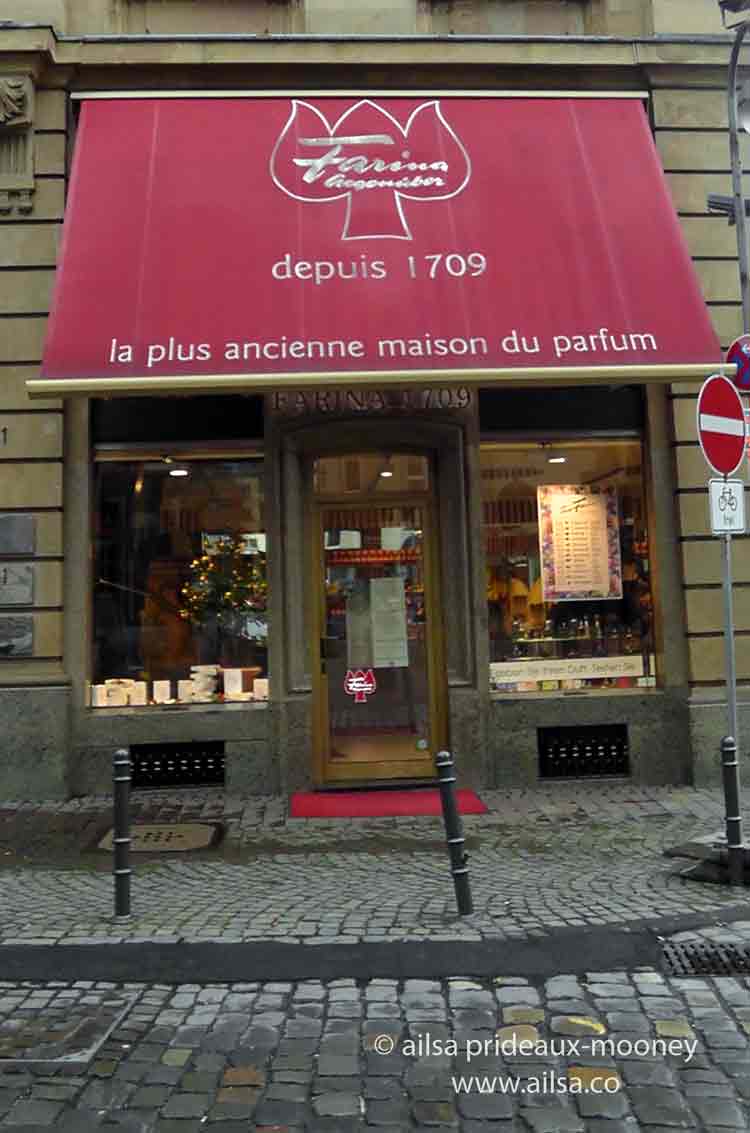 Farina
gegenüber
depuis 1709
la plus ancienne maison du parfum
FARINA 1709
Farina
frei
© ailsa prideaux-mooney
www.ailsa.co